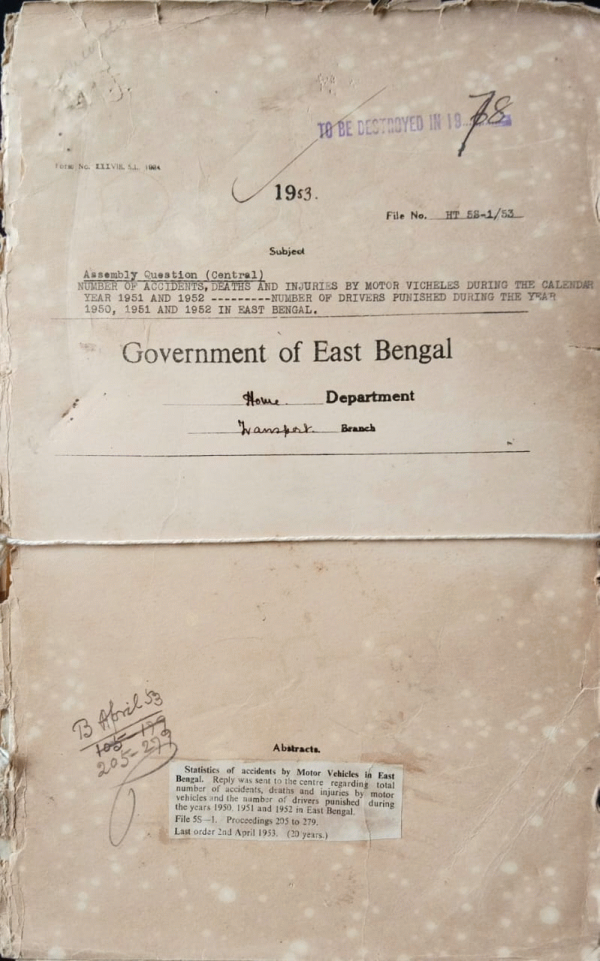 TO BE DESTROYED IN 1978
Form No. XXXVIII, S.L. 1984
1953.
File No. HT 5S-1/53
Subject
Assembly Question (Central)
NUMBER OF ACCIDENTS, DEATHS AND INJURIES BY MOTOR VICHELES DURING THE CALENDAR
YEAR 1951 AND 1952 ---------NUMBER OF DRIVERS PUNISHED DURING THE YEAR
1950, 1951 AND 1952 IN EAST BENGAL.
Government of East Bengal
Home Department
Transport Branch
B April 53
105-179
205-279
Abstracts.
Statistics of accidents by Motor Vehicles in East
Bengal. Reply was sent to the centre regarding total
number of accidents, deaths and injuries by motor
vehicles and the number of drivers punished during
the years 1950, 1951 and 1952 in East Bengal.
File 5S—1. Proceedings 205 to 279.
Last order 2nd April 1953. (20 years.)